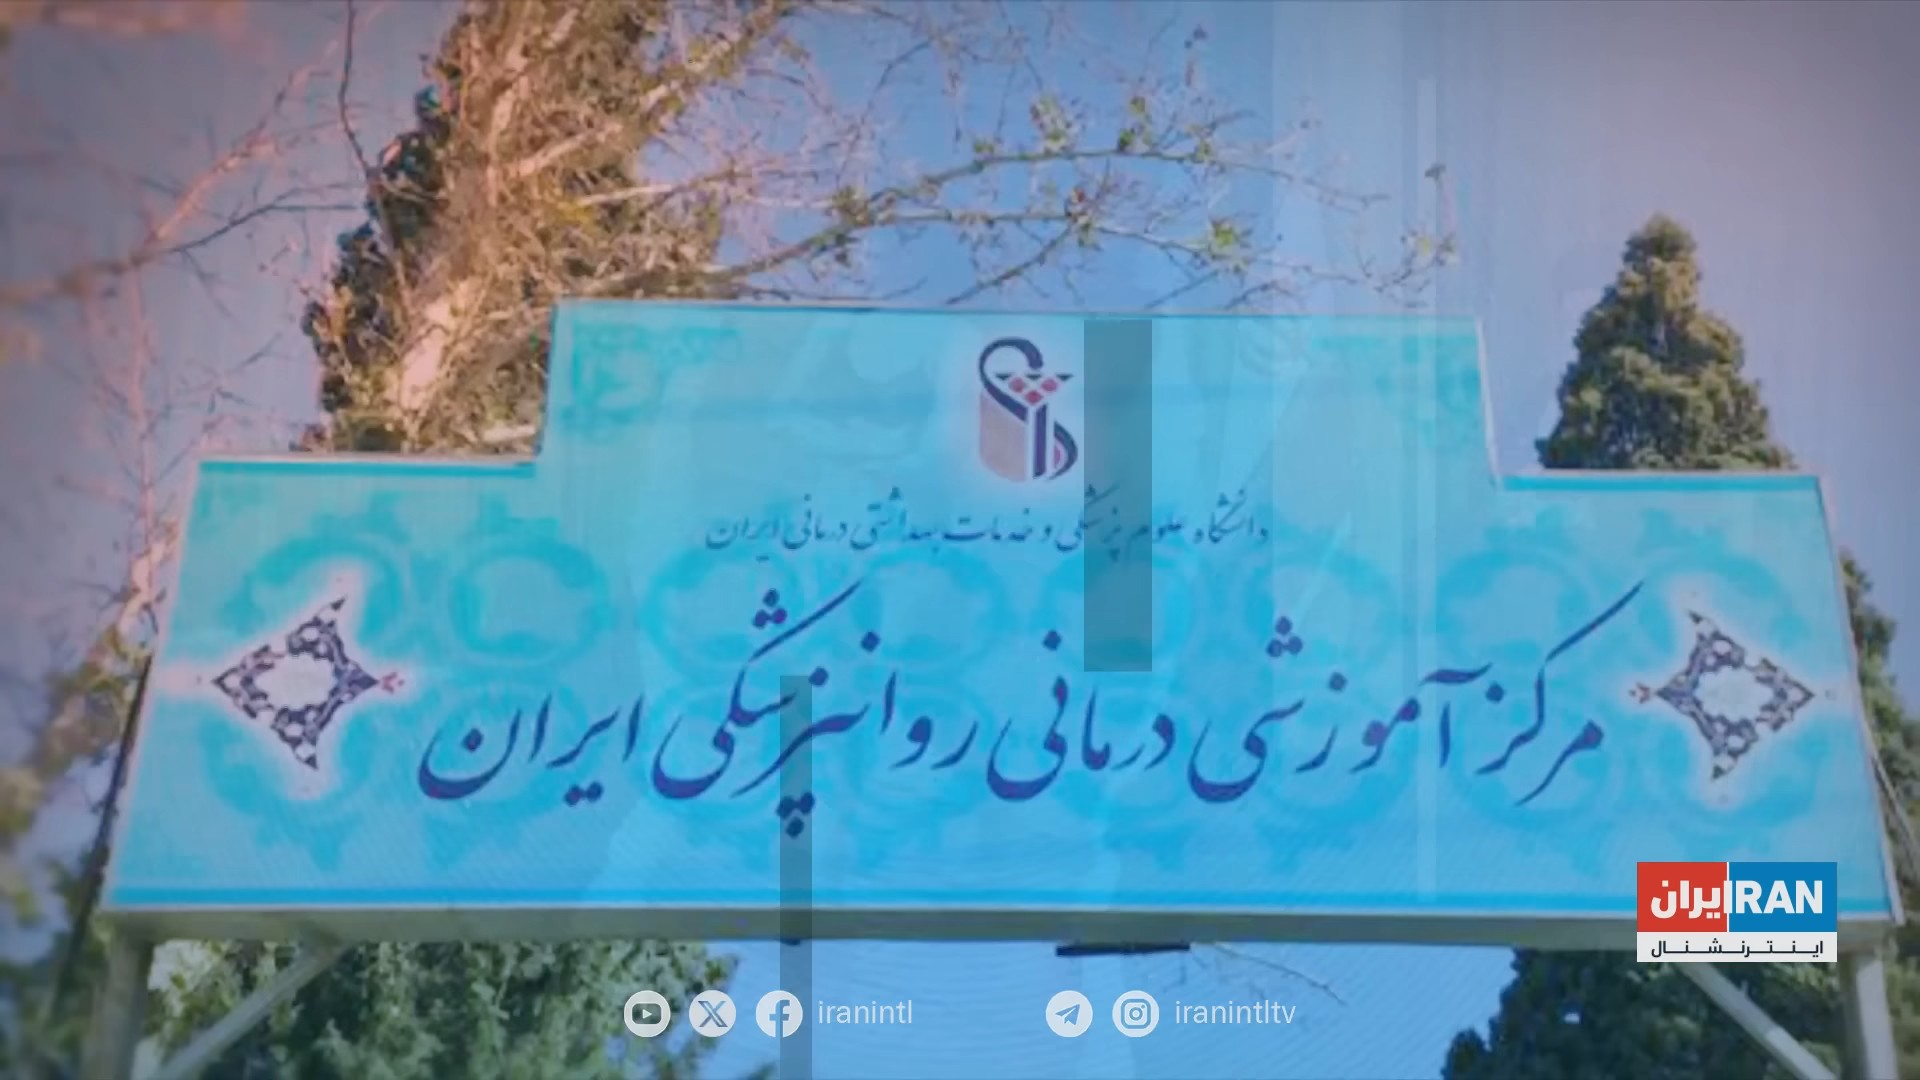 دانشگاه علوم پزشکی و خدمات بهداشتی درمانی ایران
مرکز آموزشی درمانی روانپزشکی ایران
ایران IRAN
اینترنشنال
iranintl
iranintltv